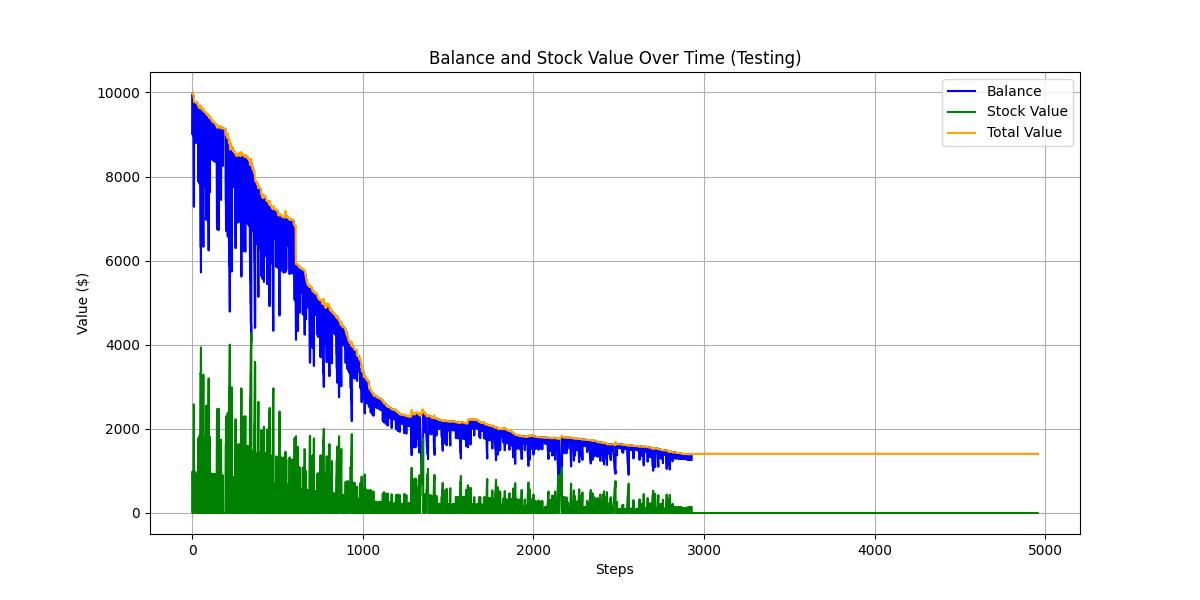 Balance and Stock Value Over Time (Testing)
Balance
Stock Value
Total Value
Value ($)
10000
8000
6000
4000
2000
0
0
1000
2000
3000
4000
5000
Steps